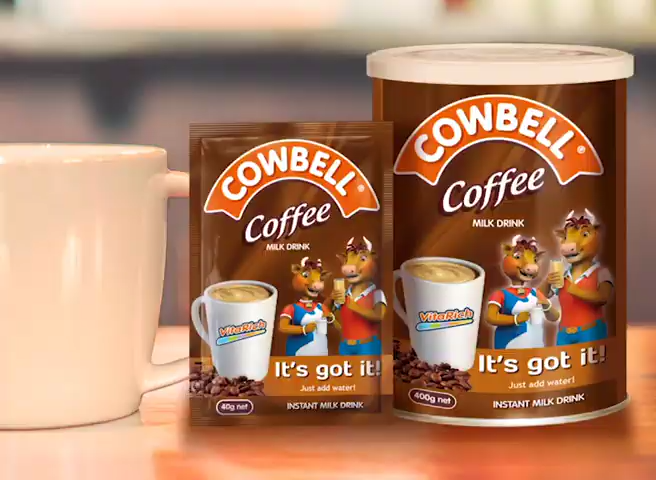 COWBELL®
Coffee
MILK DRINK
VitaRich
It's got it!
Just add water!
40g net
INSTANT MILK DRINK
COWBELL®
Coffee
MILK DRINK
VitaRich
It's got it!
Just add water!
400g net
INSTANT MILK DRINK